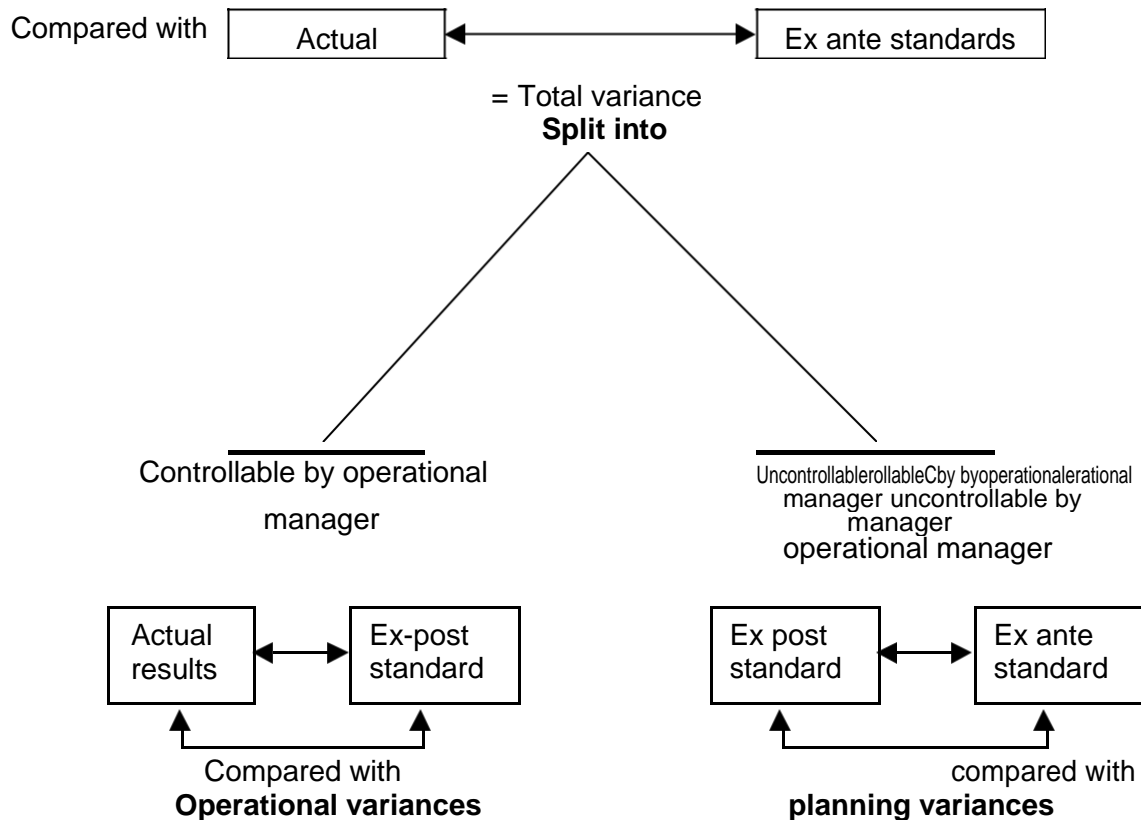 Compared with
Actual
Ex ante standards
= Total variance
Split into
Controllable by operational
manager
UncontrollablerollableCby byoperationalerational
manager uncontrollable by
manager
operational manager
Actual
results
Ex-post
standard
Ex post
standard
Ex ante
standard
Compared with
Operational variances
compared with
planning variances